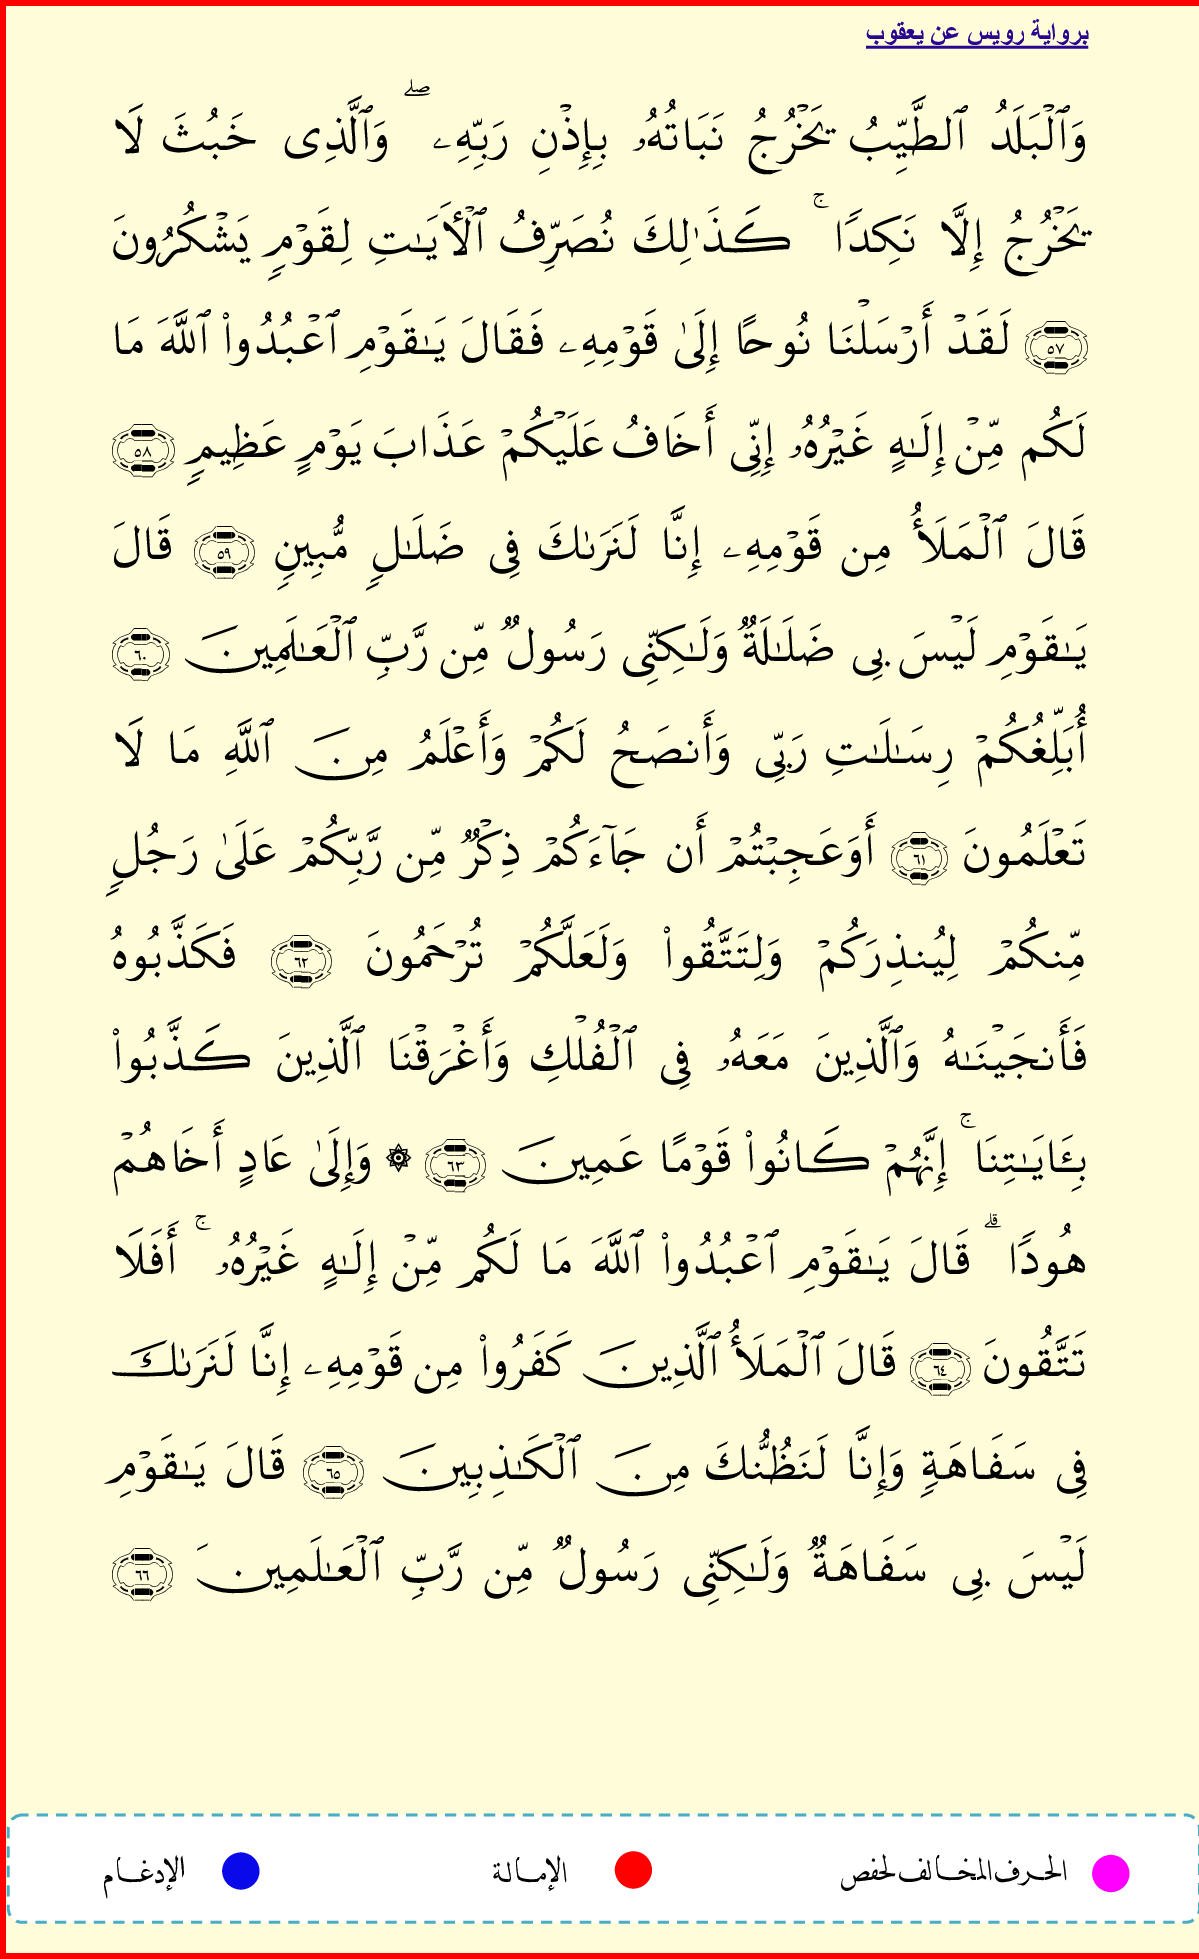 برواية رويس عن يعقوب
وَٱلْبَلَدُ ٱلطَّيِّبُ يَخْرُجُ نَبَاتُهُۥ بِإِذْنِ رَبِّهِۦ ۖ وَٱلَّذِى خَبُثَ لَا
يَخْرُجُ إِلَّا نَكِدًا ۚ كَذَٰلِكَ نُصَرِّفُ ٱلْأَيَـٰتِ لِقَوْمٍ يَشْكُرُونَ
٥٧ لَقَدْ أَرْسَلْنَا نُوحًا إِلَىٰ قَوْمِهِۦ فَقَالَ يَـٰقَوْمِ ٱعْبُدُوا۟ ٱللَّهَ مَا
لَكُم مِّنْ إِلَـٰهٍ غَيْرُهُۥ إِنِّى أَخَافُ عَلَيْكُمْ عَذَابَ يَوْمٍ عَظِيمٍ ٥٨
قَالَ ٱلْمَلَأُ مِن قَوْمِهِۦ إِنَّا لَنَرَىٰكَ فِى ضَلَـٰلٍ مُّبِينٍ ٥٩ قَالَ
يَـٰقَوْمِ لَيْسَ بِى ضَلَـٰلَةٌ وَلَـٰكِنِّى رَسُولٌ مِّن رَّبِّ ٱلْعَـٰلَمِينَ ٦٠
أُبَلِّغُكُمْ رِسَـٰلَـٰتِ رَبِّى وَأَنصَحُ لَكُمْ وَأَعْلَمُ مِنَ ٱللَّهِ مَا لَا
تَعْلَمُونَ ٦١ أَوَعَجِبْتُمْ أَن جَآءَكُمْ ذِكْرٌ مِّن رَّبِّكُمْ عَلَىٰ رَجُلٍ
مِّنكُمْ لِيُنذِرَكُمْ وَلِتَتَّقُوا۟ وَلَعَلَّكُمْ تُرْحَمُونَ ٦٢ فَكَذَّبُوهُ
فَأَنجَيْنَـٰهُ وَٱلَّذِينَ مَعَهُۥ فِى ٱلْفُلْكِ وَأَغْرَقْنَا ٱلَّذِينَ كَذَّبُوا۟
بِـَٔايَـٰتِنَا ۚ إِنَّهُمْ كَانُوا۟ قَوْمًا عَمِينَ ٦٣ ۞ وَإِلَىٰ عَادٍ أَخَاهُمْ
هُودًا ۗ قَالَ يَـٰقَوْمِ ٱعْبُدُوا۟ ٱللَّهَ مَا لَكُم مِّنْ إِلَـٰهٍ غَيْرُهُۥ ۚ أَفَلَا
تَتَّقُونَ ٦٤ قَالَ ٱلْمَلَأُ ٱلَّذِينَ كَفَرُوا۟ مِن قَوْمِهِۦ إِنَّا لَنَرَىٰكَ
فِى سَفَاهَةٍ وَإِنَّا لَنَظُنُّكَ مِنَ ٱلْكَـٰذِبِينَ ٦٥ قَالَ يَـٰقَوْمِ
لَيْسَ بِى سَفَاهَةٌ وَلَـٰكِنِّى رَسُولٌ مِّن رَّبِّ ٱلْعَـٰلَمِينَ ٦٦
الحرف المخالف لحفص الإمالة الإدغام